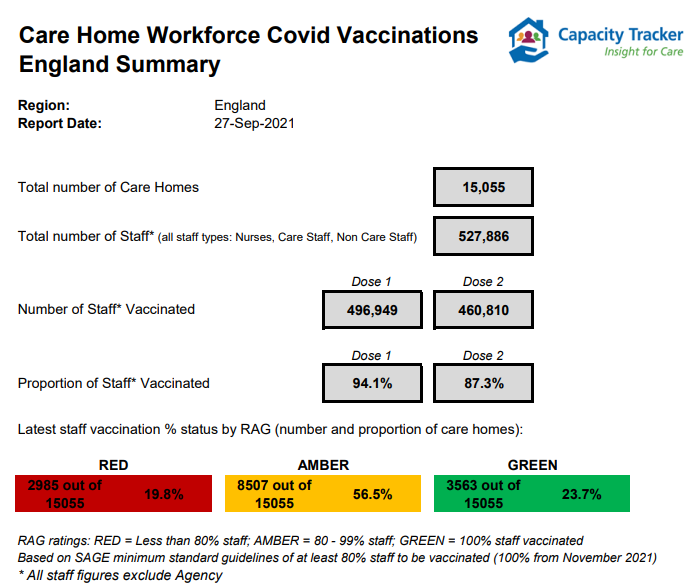 Care Home Workforce Covid Vaccinations
England Summary
Capacity Tracker
Insight for Care
Region: England
Report Date: 27-Sep-2021
Total number of Care Homes 15,055
Total number of Staff* (all staff types: Nurses, Care Staff, Non Care Staff) 527,886
Dose 1 Dose 2
Number of Staff* Vaccinated 496,949 460,810
Dose 1 Dose 2
Proportion of Staff* Vaccinated 94.1% 87.3%
Latest staff vaccination % status by RAG (number and proportion of care homes):
RED AMBER GREEN
2985 out of
15055
19.8%
8507 out of
15055
56.5%
3563 out of
15055
23.7%
RAG ratings: RED = Less than 80% staff; AMBER = 80 - 99% staff; GREEN = 100% staff vaccinated
Based on SAGE minimum standard guidelines of at least 80% staff to be vaccinated (100% from November 2021)
* All staff figures exclude Agency